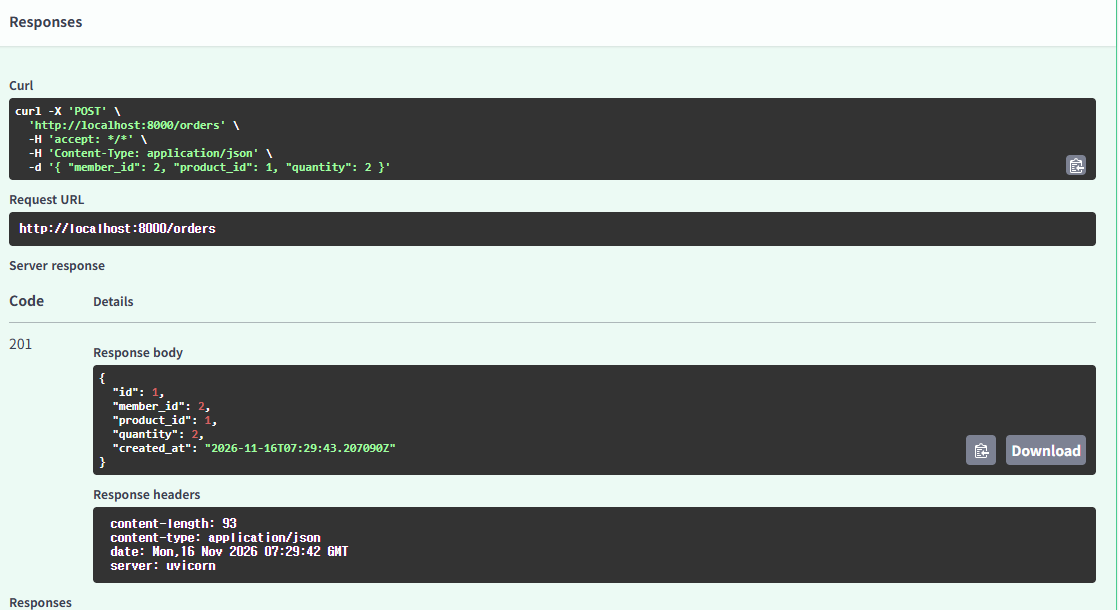 Responses
Curl
curl -X 'POST' \
  'http://localhost:8000/orders' \
  -H 'accept: */*' \
  -H 'Content-Type: application/json' \
  -d '{ "member_id": 2, "product_id": 1, "quantity": 2 }'
Request URL
http://localhost:8000/orders
Server response
Code Details
201
Response body
{
  "id": 1,
  "member_id": 2,
  "product_id": 1,
  "quantity": 2,
  "created_at": "2026-11-16T07:29:43.207090Z"
}
Download
Response headers
content-length: 93
content-type: application/json
date: Mon,16 Nov 2026 07:29:42 GMT
server: uvicorn
Responses